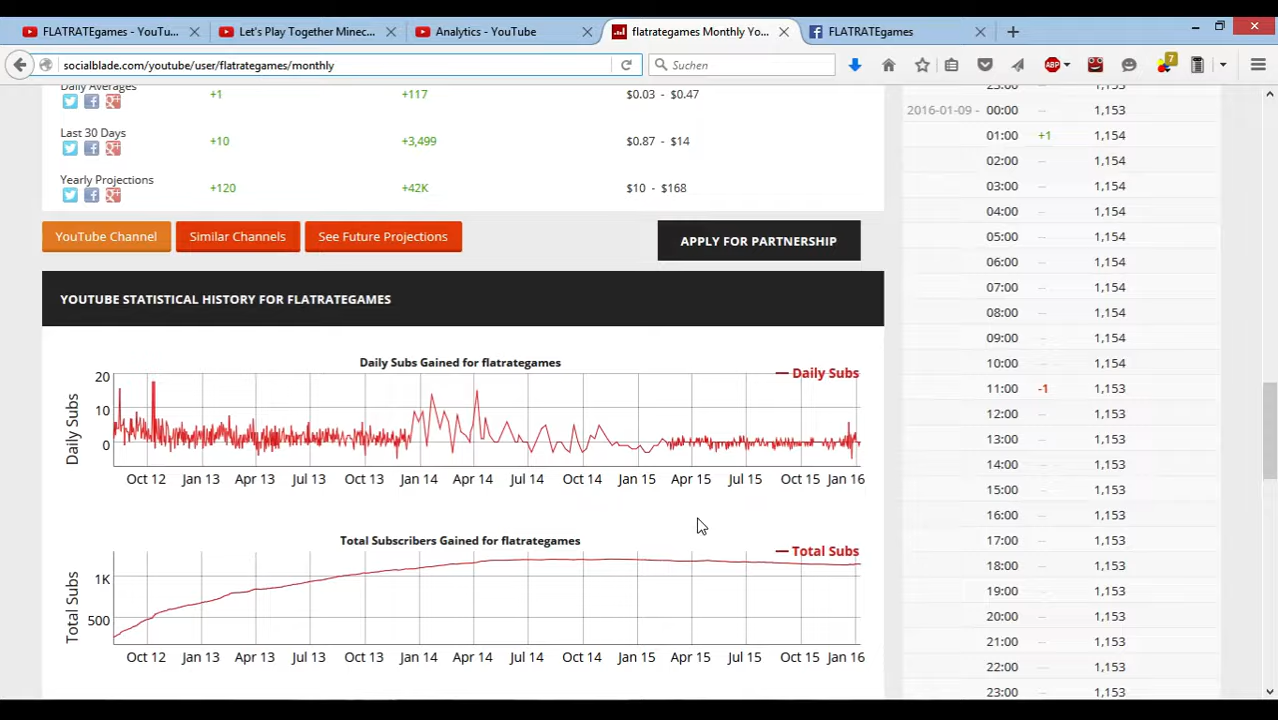 FLATRATEgames - YouTu...
Let's Play Together Minec...
Analytics - YouTube
flatrategames Monthly Yo...
FLATRATEgames
socialblade.com/youtube/user/flatrategames/monthly
Suchen
ABP
7
Daily Averages
+1 +117 $0.03 - $0.47
Last 30 Days
+10 +3,499 $0.87 - $14
Yearly Projections
+120 +42K $10 - $168
YouTube Channel
Similar Channels
See Future Projections
APPLY FOR PARTNERSHIP
YOUTUBE STATISTICAL HISTORY FOR FLATRATEGAMES
Daily Subs Gained for flatrategames
Daily Subs
Daily Subs
20
10
0
Oct 12 Jan 13 Apr 13 Jul 13 Oct 13 Jan 14 Apr 14 Jul 14 Oct 14 Jan 15 Apr 15 Jul 15 Oct 15 Jan 16
Total Subscribers Gained for flatrategames
Total Subs
Total Subs
1K
500
Oct 12 Jan 13 Apr 13 Jul 13 Oct 13 Jan 14 Apr 14 Jul 14 Oct 14 Jan 15 Apr 15 Jul 15 Oct 15 Jan 16
23:00 -- 1,153
2016-01-09 - 00:00 -- 1,153
01:00 +1 1,154
02:00 -- 1,154
03:00 -- 1,154
04:00 -- 1,154
05:00 -- 1,154
06:00 -- 1,154
07:00 -- 1,154
08:00 -- 1,154
09:00 -- 1,154
10:00 -- 1,154
11:00 -1 1,153
12:00 -- 1,153
13:00 -- 1,153
14:00 -- 1,153
15:00 -- 1,153
16:00 -- 1,153
17:00 -- 1,153
18:00 -- 1,153
19:00 -- 1,153
20:00 -- 1,153
21:00 -- 1,153
22:00 -- 1,153
23:00 -- 1,153